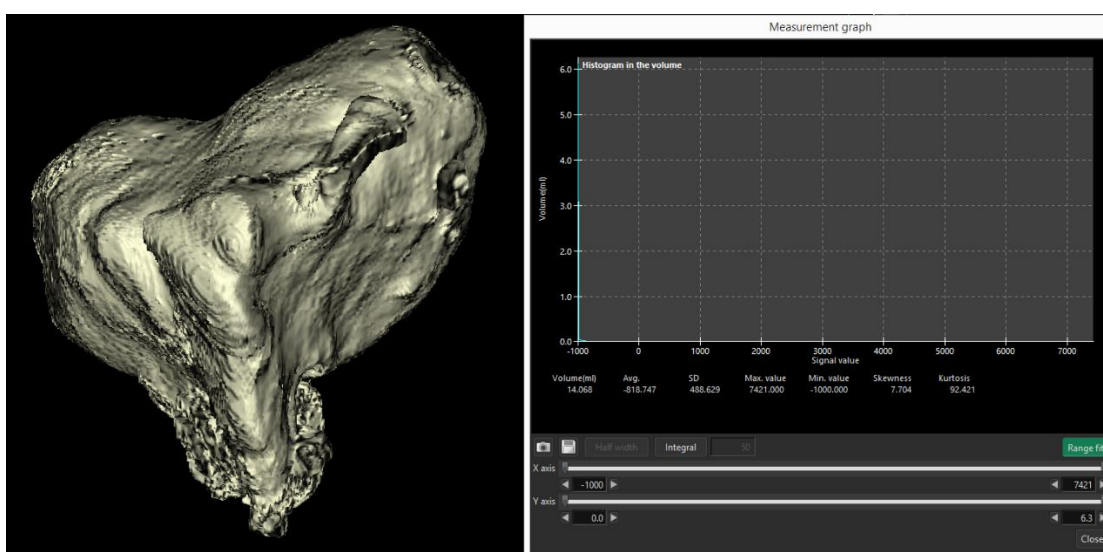 Measurement graph
Histogram in the volume
6.0
5.0
4.0
3.0
2.0
1.0
0.0
Volume(ml)
-1000 0 1000 2000 3000 4000 5000 6000 7000
Signal value
Volume(ml) Avg. SD Max. value Min. value Skewness Kurtosis
14.068 -818.747 488.629 7421.000 -1000.000 7.704 92.421
Half width Integral 50 Range fit
X axis
-1000 7421
Y axis
0.0 6.3
Close